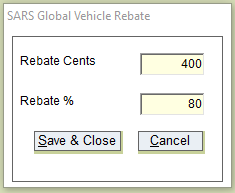 SARS Global Vehicle Rebate
Rebate Cents 400
Rebate % 80
Save & Close Cancel